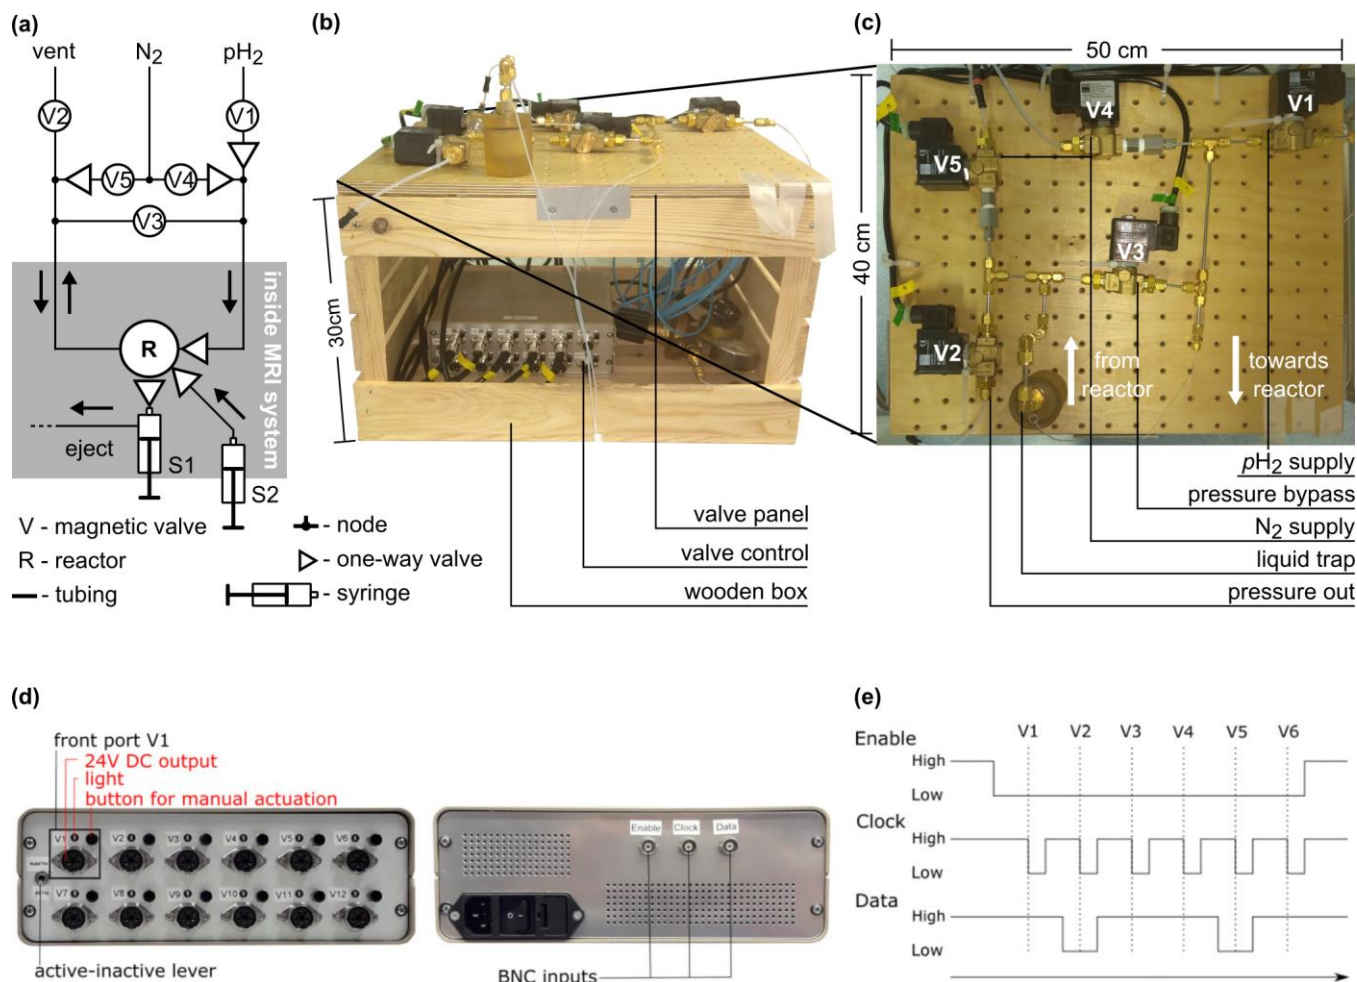 (a)
vent
N2
pH2
V2
V1
V5
V4
V3
R
inside MRI system
eject
S1
S2
V - magnetic valve
R - reactor
- tubing
- node
- one-way valve
- syringe
(b)
30cm
valve panel
valve control
wooden box
(c)
50 cm
40 cm
V4
V1
V5
V3
V2
from
reactor
towards
reactor
pH2 supply
pressure bypass
N2 supply
liquid trap
pressure out
(d)
front port V1
24V DC output
light
button for manual actuation
V1
V2
V3
V4
V5
V6
V7
V8
V9
V10
V11
V12
active-inactive lever
Enable
Clock
Data
BNC inputs
(e)
V1 V2 V3 V4 V5 V6
Enable
High
Low
Clock
High
Low
Data
High
Low